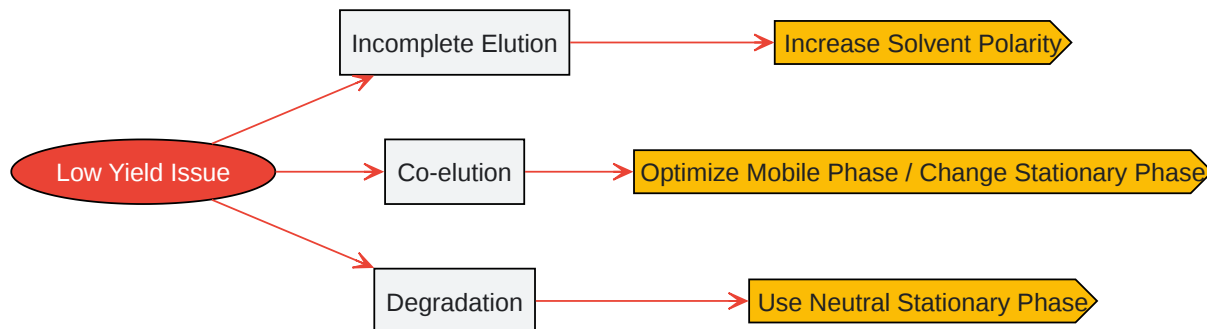 Incomplete Elution
Increase Solvent Polarity
Low Yield Issue
Co-elution
Optimize Mobile Phase / Change Stationary Phase
Degradation
Use Neutral Stationary Phase